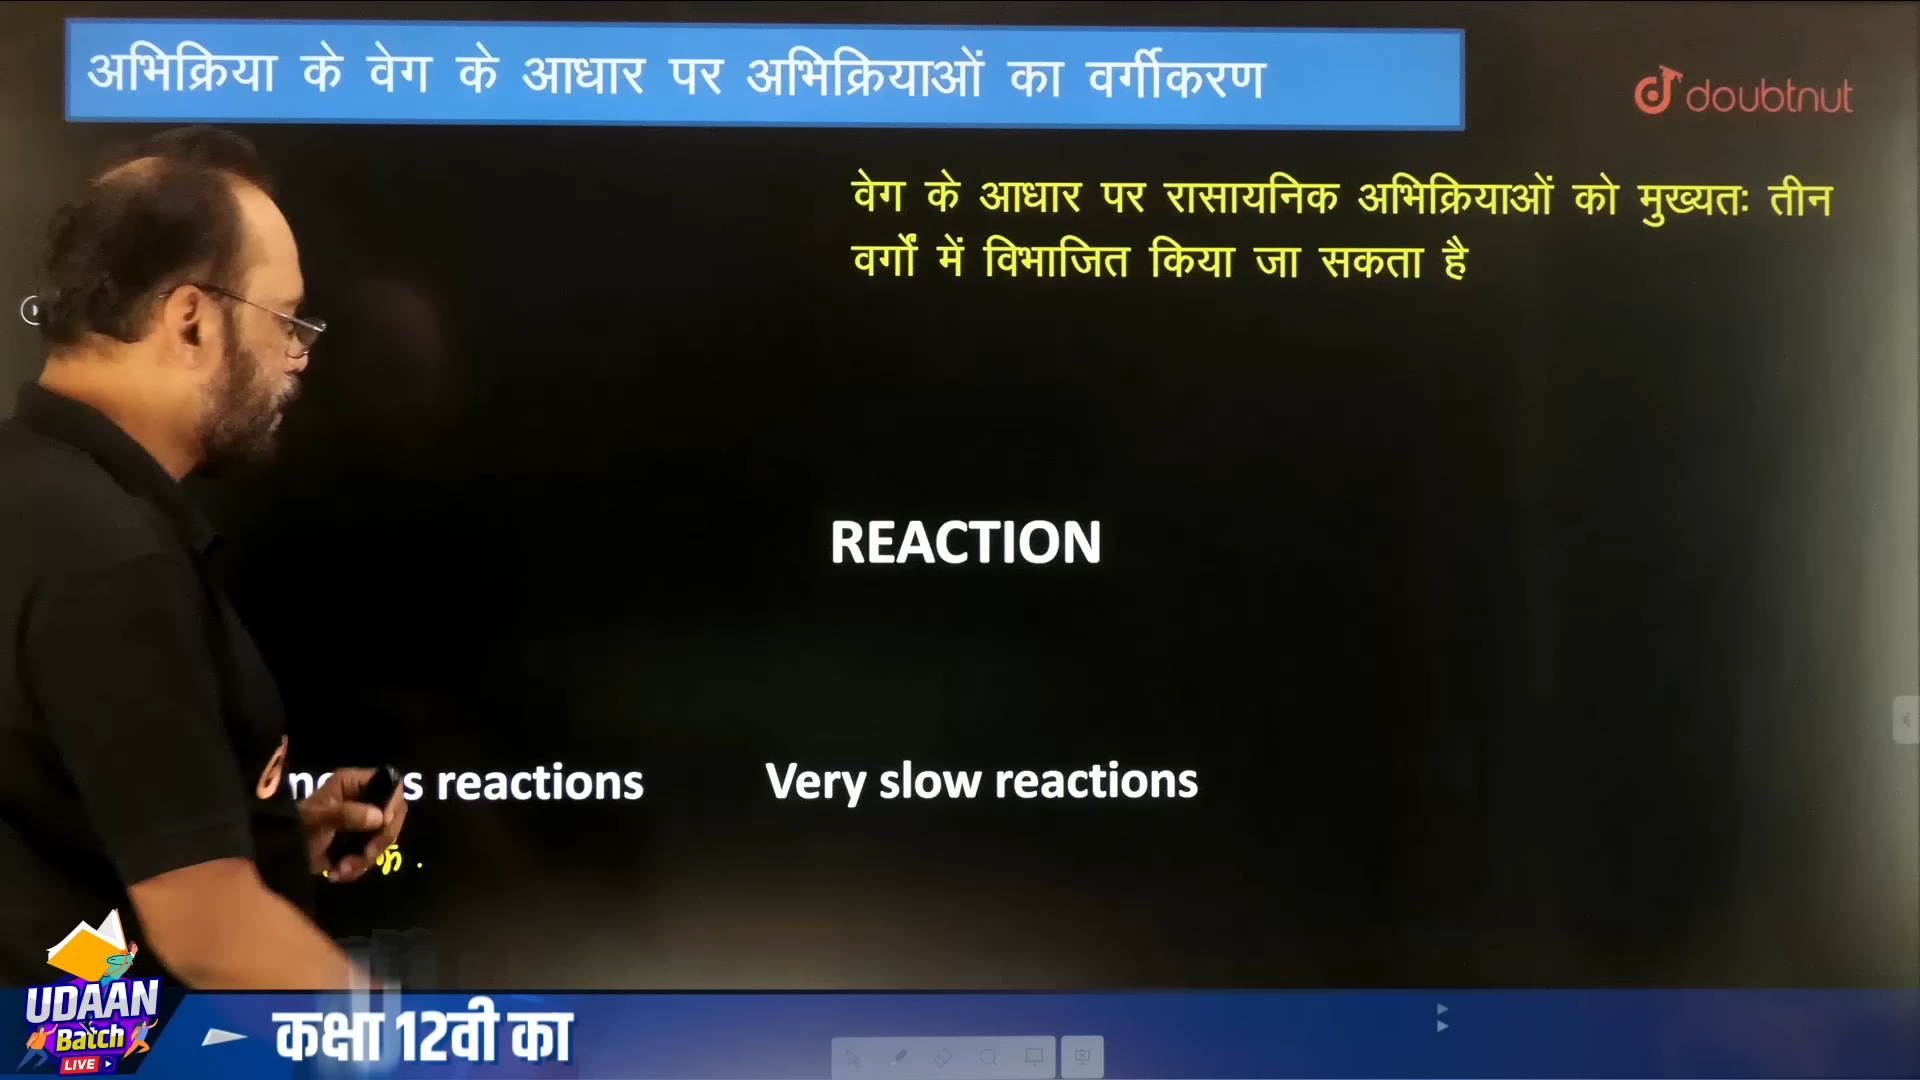 अभिक्रिया के वेग के आधार पर अभिक्रियाओं का वर्गीकरण
doubtnut
वेग के आधार पर रासायनिक अभिक्रियाओं को मुख्यतः तीन
वर्गों में विभाजित किया जा सकता है
REACTION
reactions
Very slow reactions
UDAAN
Batch
LIVE
कक्षा 12वी का